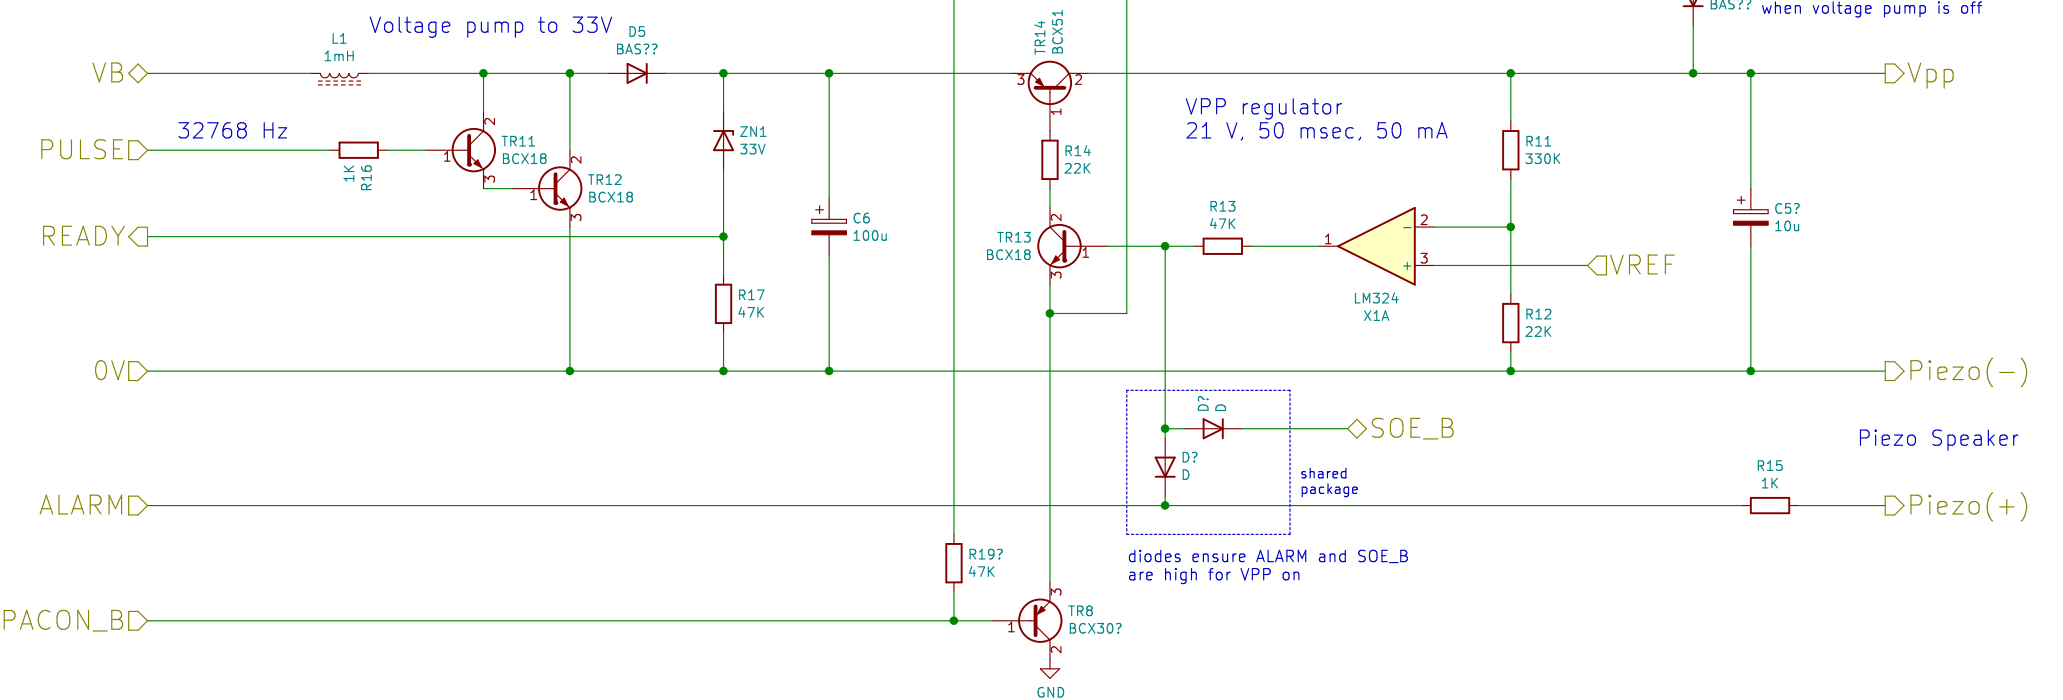 Voltage pump to 33V
when voltage pump is off
BAS??
L1
1mH
D5
BAS??
TR14
BCX51
VB
3
2
1
Vpp
32768 Hz
PULSE
1K
R16
1
2
3
TR11
BCX18
1
2
3
TR12
BCX18
ZN1
33V
VPP regulator
21 V, 50 msec, 50 mA
R14
22K
R11
330K
READY
+
C6
100u
TR13
BCX18
2
1
3
R13
47K
1
2
3
−
+
LM324
X1A
VREF
+
C5?
10u
R17
47K
R12
22K
0V
Piezo(-)
D?
D
SOE_B
Piezo Speaker
D?
D
shared
package
R15
1K
ALARM
Piezo(+)
diodes ensure ALARM and SOE_B
are high for VPP on
R19?
47K
PACON_B
1
3
2
TR8
BCX30?
GND